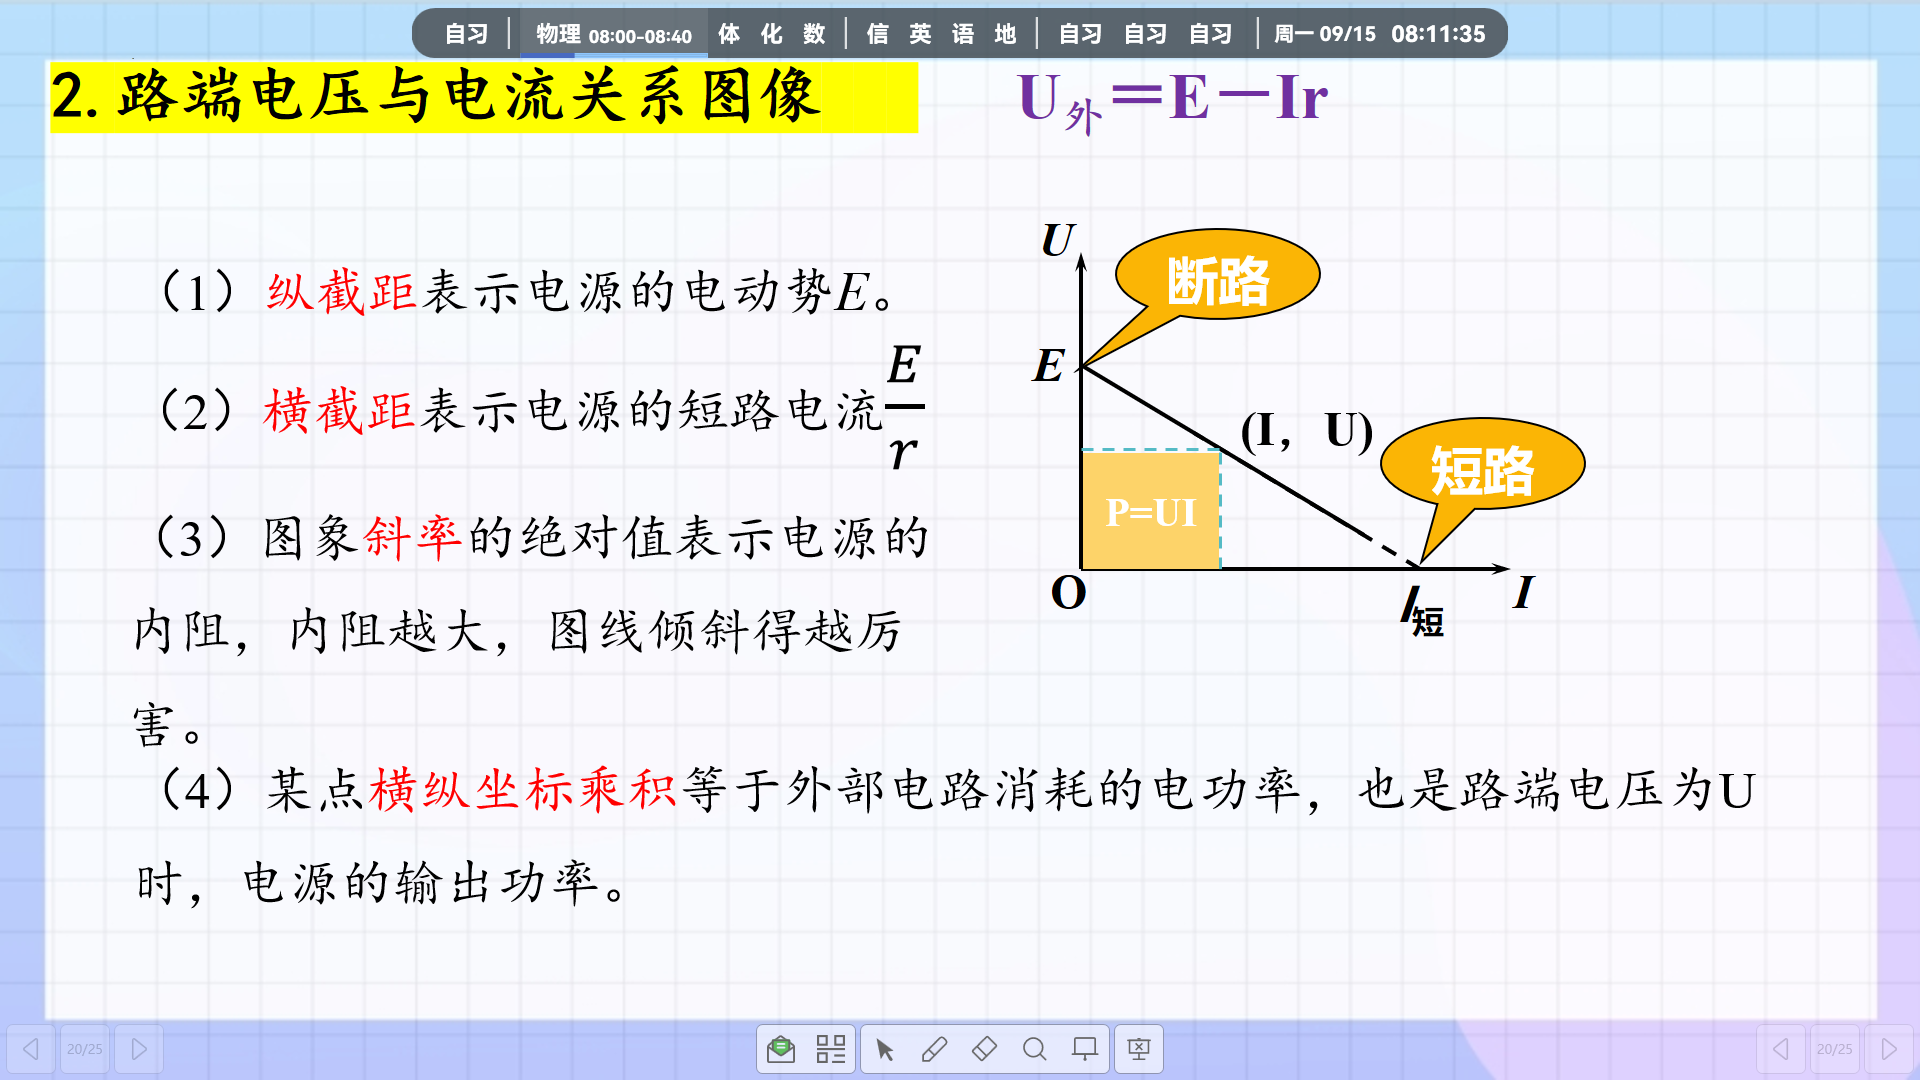 自习 | 物理 08:00-08:40 体 化 数 | 信 英 语 地 | 自习 自习 自习 | 周一 09/15 08:11:35
2. 路端电压与电流关系图像
U外＝E－Ir
（1）纵截距表示电源的电动势E。
（2）横截距表示电源的短路电流E/r
（3）图象斜率的绝对值表示电源的
内阻，内阻越大，图线倾斜得越厉
害。
（4）某点横纵坐标乘积等于外部电路消耗的电功率，也是路端电压为U
时，电源的输出功率。
U
断路
E
(I，U)
短路
P=UI
O
I短
I
20/25
20/25